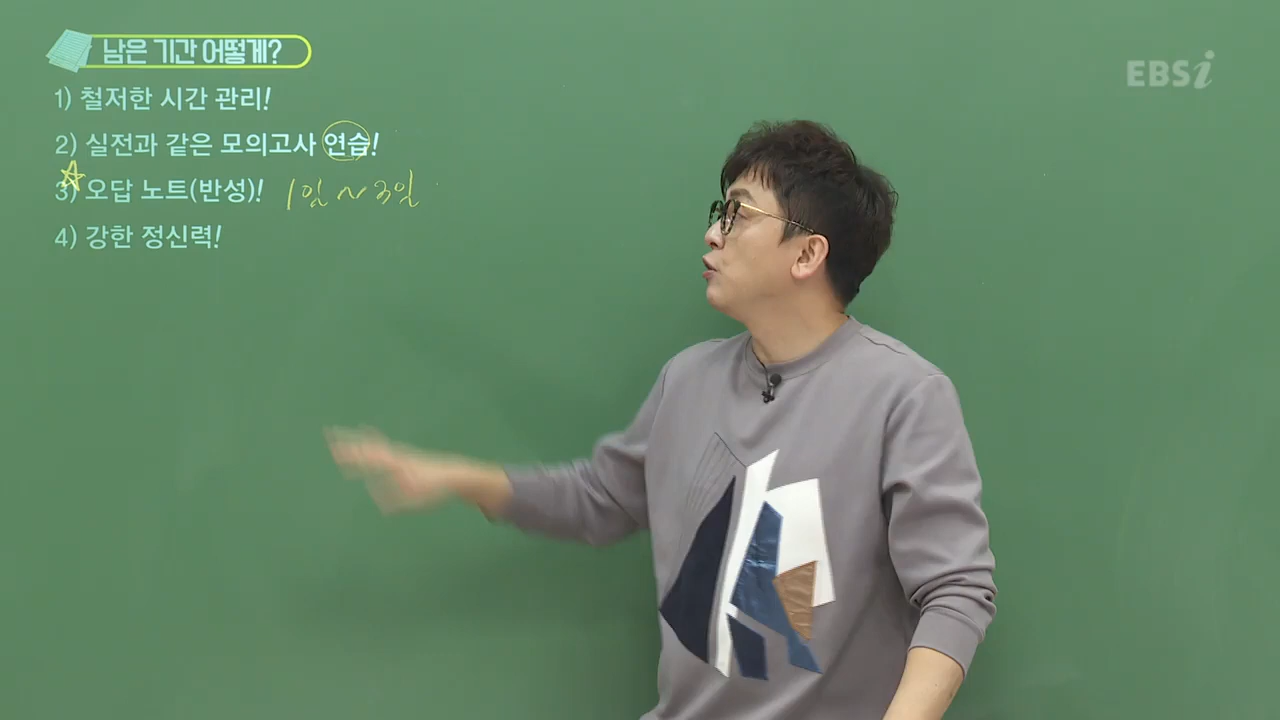 남은 기간 어떻게?
EBSi
1) 철저한 시간 관리!
2) 실전과 같은 모의고사 연습!
3) 오답 노트(반성)! 1일~3일
4) 강한 정신력!